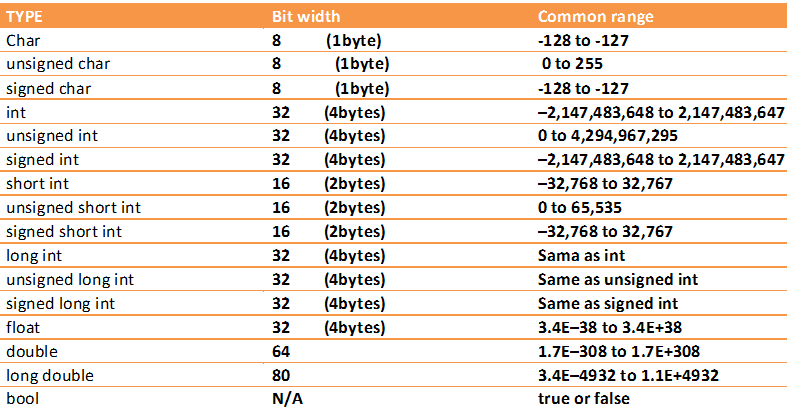 TYPE Bit width Common range
Char 8 (1byte) -128 to -127
unsigned char 8 (1byte) 0 to 255
signed char 8 (1byte) -128 to -127
int 32 (4bytes) –2,147,483,648 to 2,147,483,647
unsigned int 32 (4bytes) 0 to 4,294,967,295
signed int 32 (4bytes) –2,147,483,648 to 2,147,483,647
short int 16 (2bytes) –32,768 to 32,767
unsigned short int 16 (2bytes) 0 to 65,535
signed short int 16 (2bytes) –32,768 to 32,767
long int 32 (4bytes) Sama as int
unsigned long int 32 (4bytes) Same as unsigned int
signed long int 32 (4bytes) Same as signed int
float 32 (4bytes) 3.4E–38 to 3.4E+38
double 64 1.7E–308 to 1.7E+308
long double 80 3.4E–4932 to 1.1E+4932
bool N/A true or false